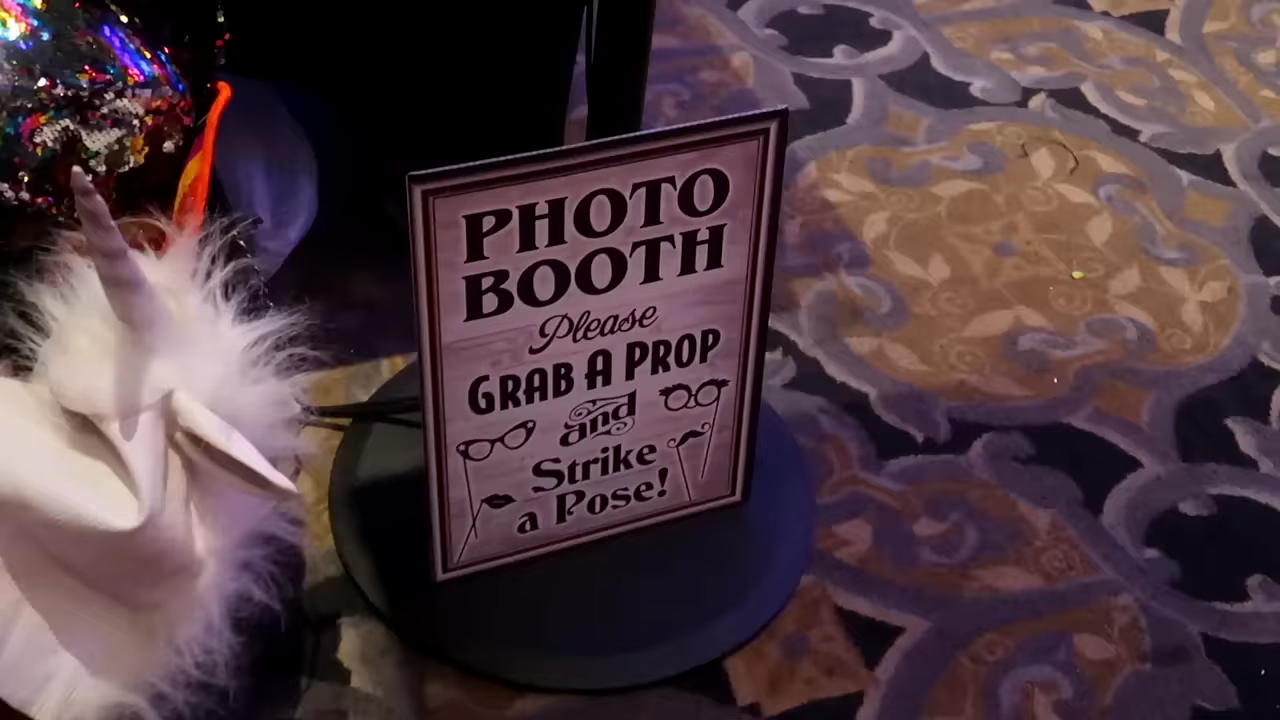 PHOTO
BOOTH
Please
GRAB A PROP
and
Strike
a Pose!